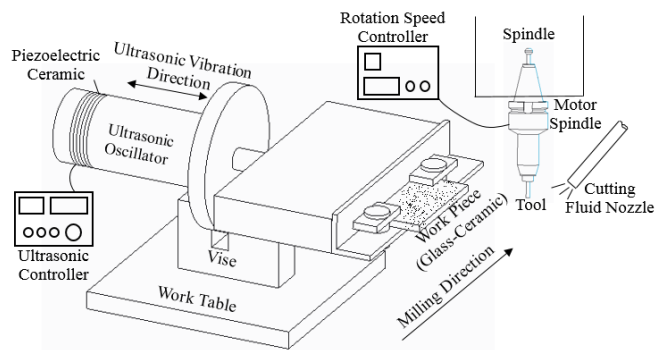 Rotation Speed
Controller
Spindle
Piezoelectric
Ceramic
Ultrasonic Vibration
Direction
Motor
Spindle
Ultrasonic
Oscillator
Tool
Cutting
Fluid Nozzle
Work Piece
(Glass-Ceramic)
Ultrasonic
Controller
Vise
Work Table
Milling Direction